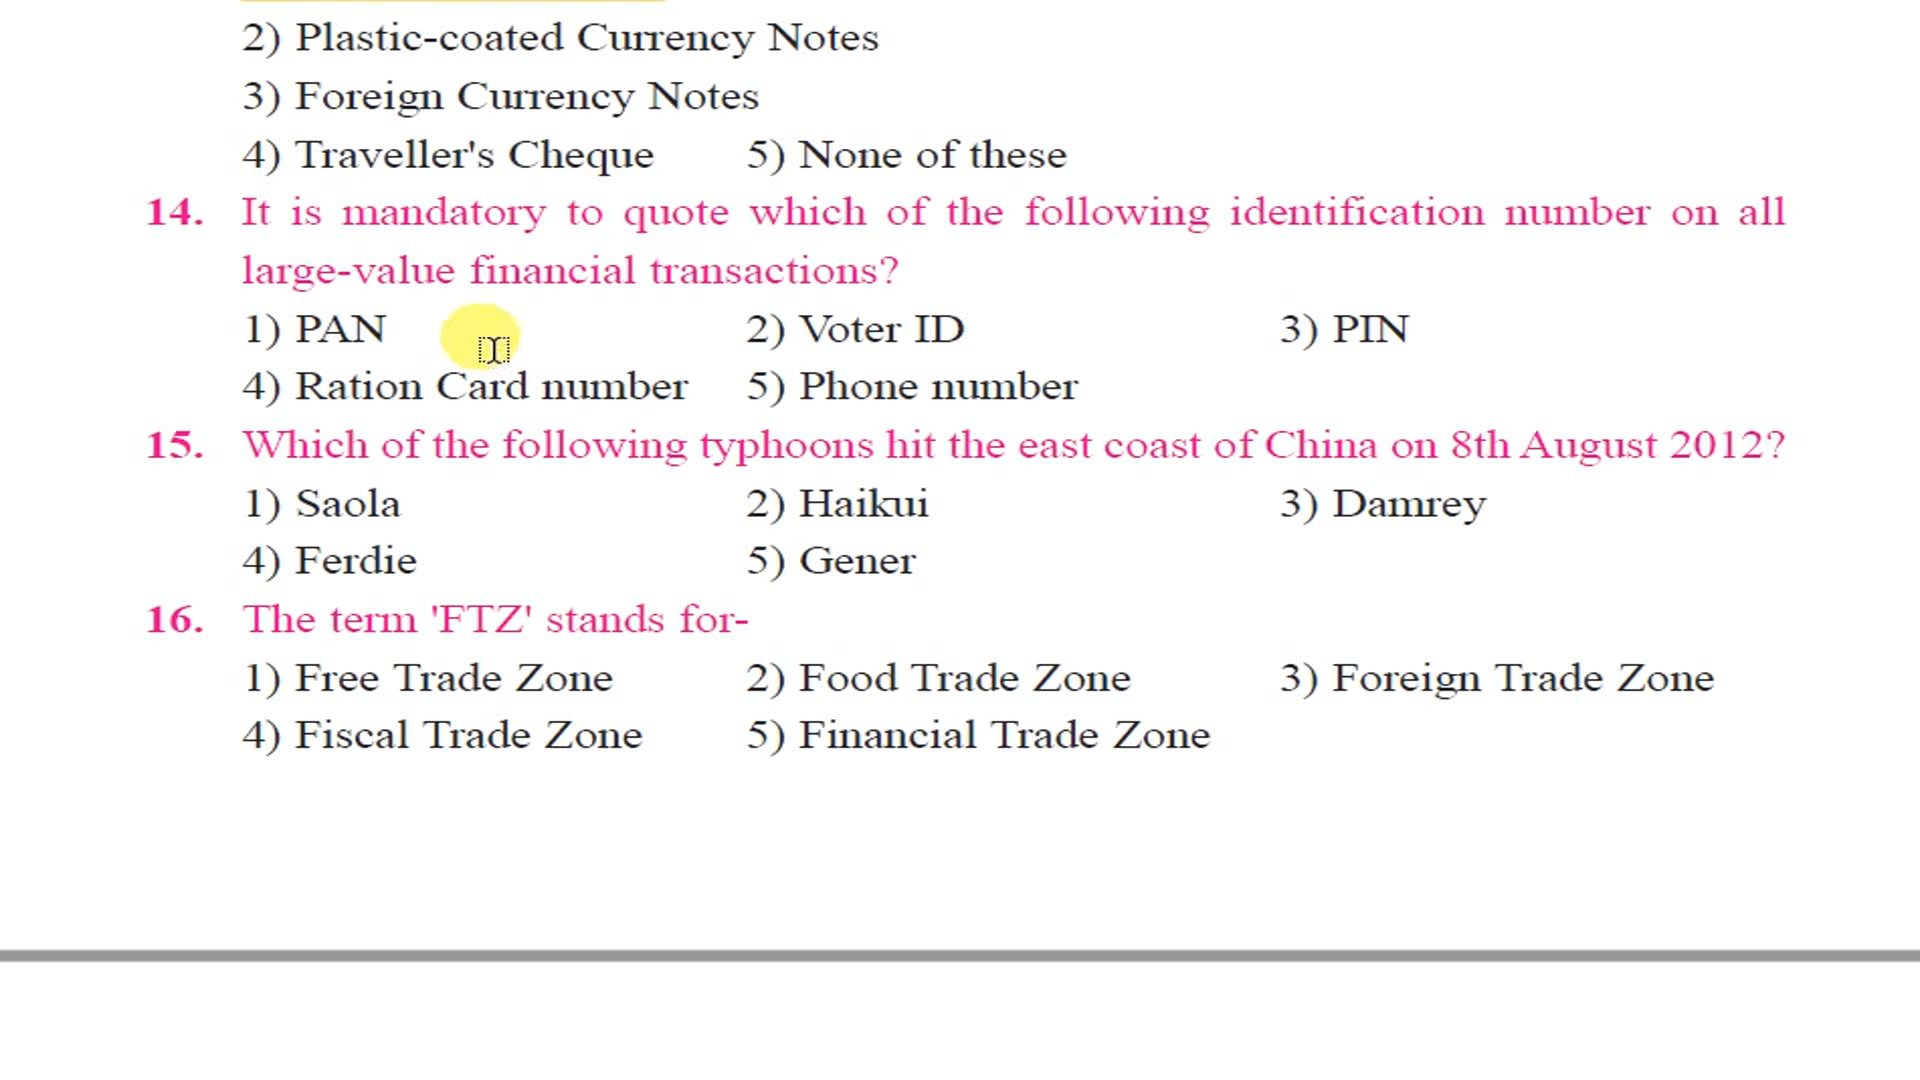 2) Plastic-coated Currency Notes
3) Foreign Currency Notes
4) Traveller's Cheque 5) None of these
14. It is mandatory to quote which of the following identification number on all
large-value financial transactions?
1) PAN 2) Voter ID 3) PIN
4) Ration Card number 5) Phone number
15. Which of the following typhoons hit the east coast of China on 8th August 2012?
1) Saola 2) Haikui 3) Damrey
4) Ferdie 5) Gener
16. The term 'FTZ' stands for-
1) Free Trade Zone 2) Food Trade Zone 3) Foreign Trade Zone
4) Fiscal Trade Zone 5) Financial Trade Zone